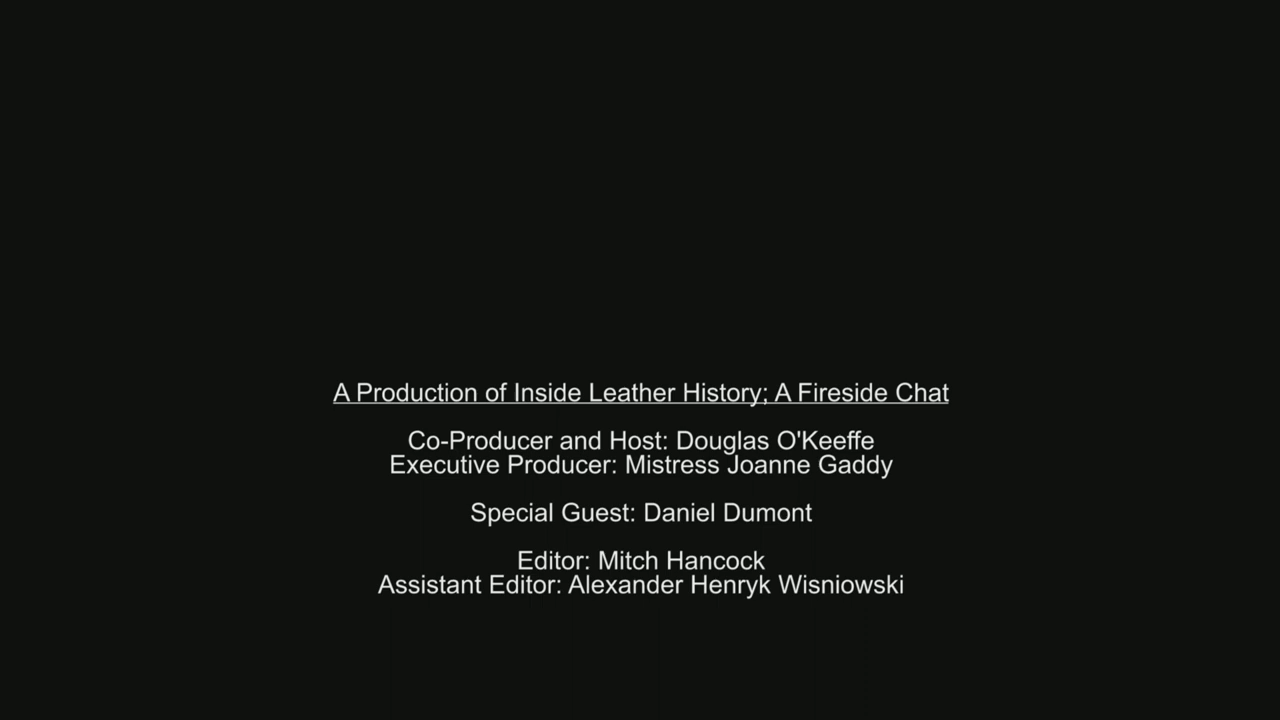 A Production of Inside Leather History; A Fireside Chat
Co-Producer and Host: Douglas O'Keeffe
Executive Producer: Mistress Joanne Gaddy
Special Guest: Daniel Dumont
Editor: Mitch Hancock
Assistant Editor: Alexander Henryk Wisniowski